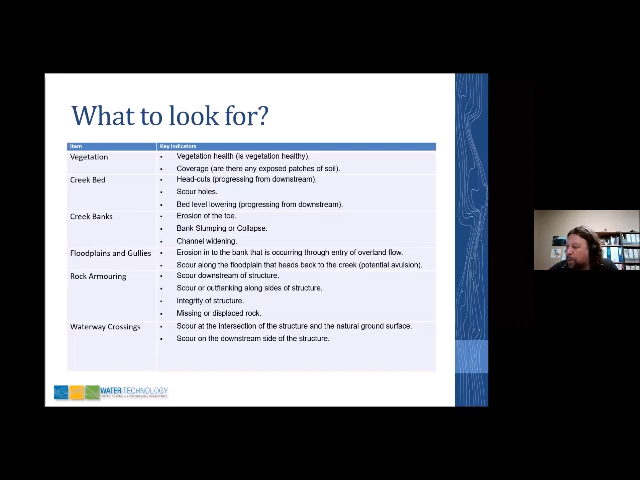 What to look for?
Item Key Indicators
Vegetation • Vegetation health (is vegetation healthy).
• Coverage (are there any exposed patches of soil).
Creek Bed • Head-cuts (progressing from downstream).
• Scour holes.
• Bed level lowering (progressing from downstream).
Creek Banks • Erosion of the toe.
• Bank Slumping or Collapse.
• Channel widening.
Floodplains and Gullies • Erosion in to the bank that is occurring through entry of overland flow.
• Scour along the floodplain that heads back to the creek (potential avulsion).
Rock Armouring • Scour downstream of structure.
• Scour or outflanking along sides of structure.
• Integrity of structure.
• Missing or displaced rock.
Waterway Crossings • Scour at the intersection of the structure and the natural ground surface.
• Scour on the downstream side of the structure.
WATER TECHNOLOGY